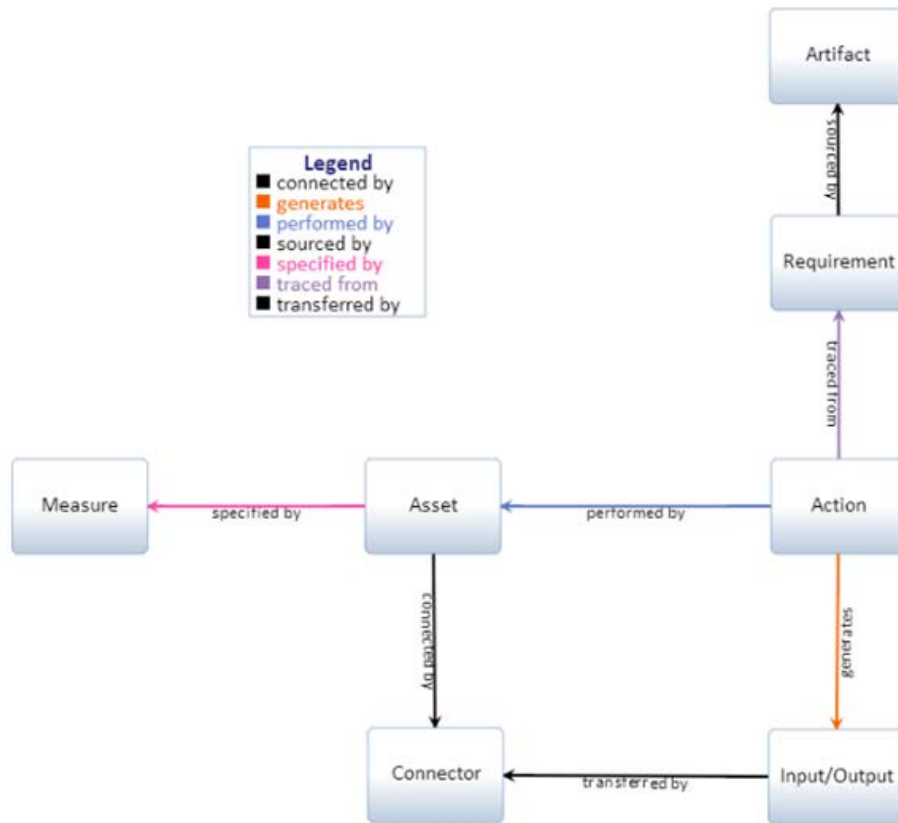 Artifact
sourced by
Legend
connected by
generates
performed by
sourced by
specified by
traced from
transferred by
Requirement
traced from
Measure
specified by
Asset
performed by
Action
connected by
generates
Connector
transferred by
Input/Output